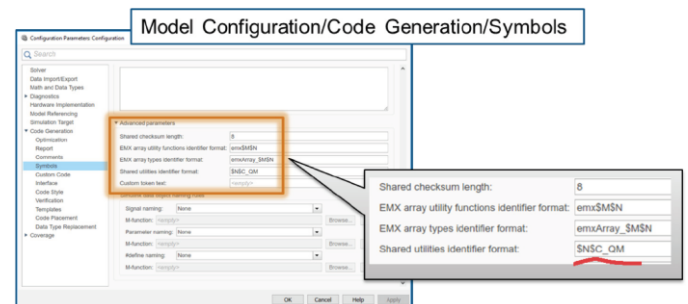 Model Configuration/Code Generation/Symbols
Configuration Parameters Configuration
Search
Solver
Data Import/Export
Math and Data Types
Diagnostics
Hardware Implementation
Model Referencing
Simulation Target
Code Generation
Optimization
Report
Comments
Symbols
Custom Code
Interface
Code Style
Verification
Templates
Code Placement
Data Type Replacement
Coverage
Advanced parameters
Shared checksum length: 8
EMX array utility functions identifier format: emx$M$N
EMX array types identifier format: emxArray_$M$N
Shared utilities identifier format: $N$C_QM
Custom token text: <empty>
Signal naming: None
M-function: <empty> Browse...
Parameter naming: None
M-function: <empty> Browse...
#define naming: None
M-function: <empty> Browse...
OK Cancel Help Apply
Shared checksum length: 8
EMX array utility functions identifier format: emx$M$N
EMX array types identifier format: emxArray_$M$N
Shared utilities identifier format: $N$C_QM